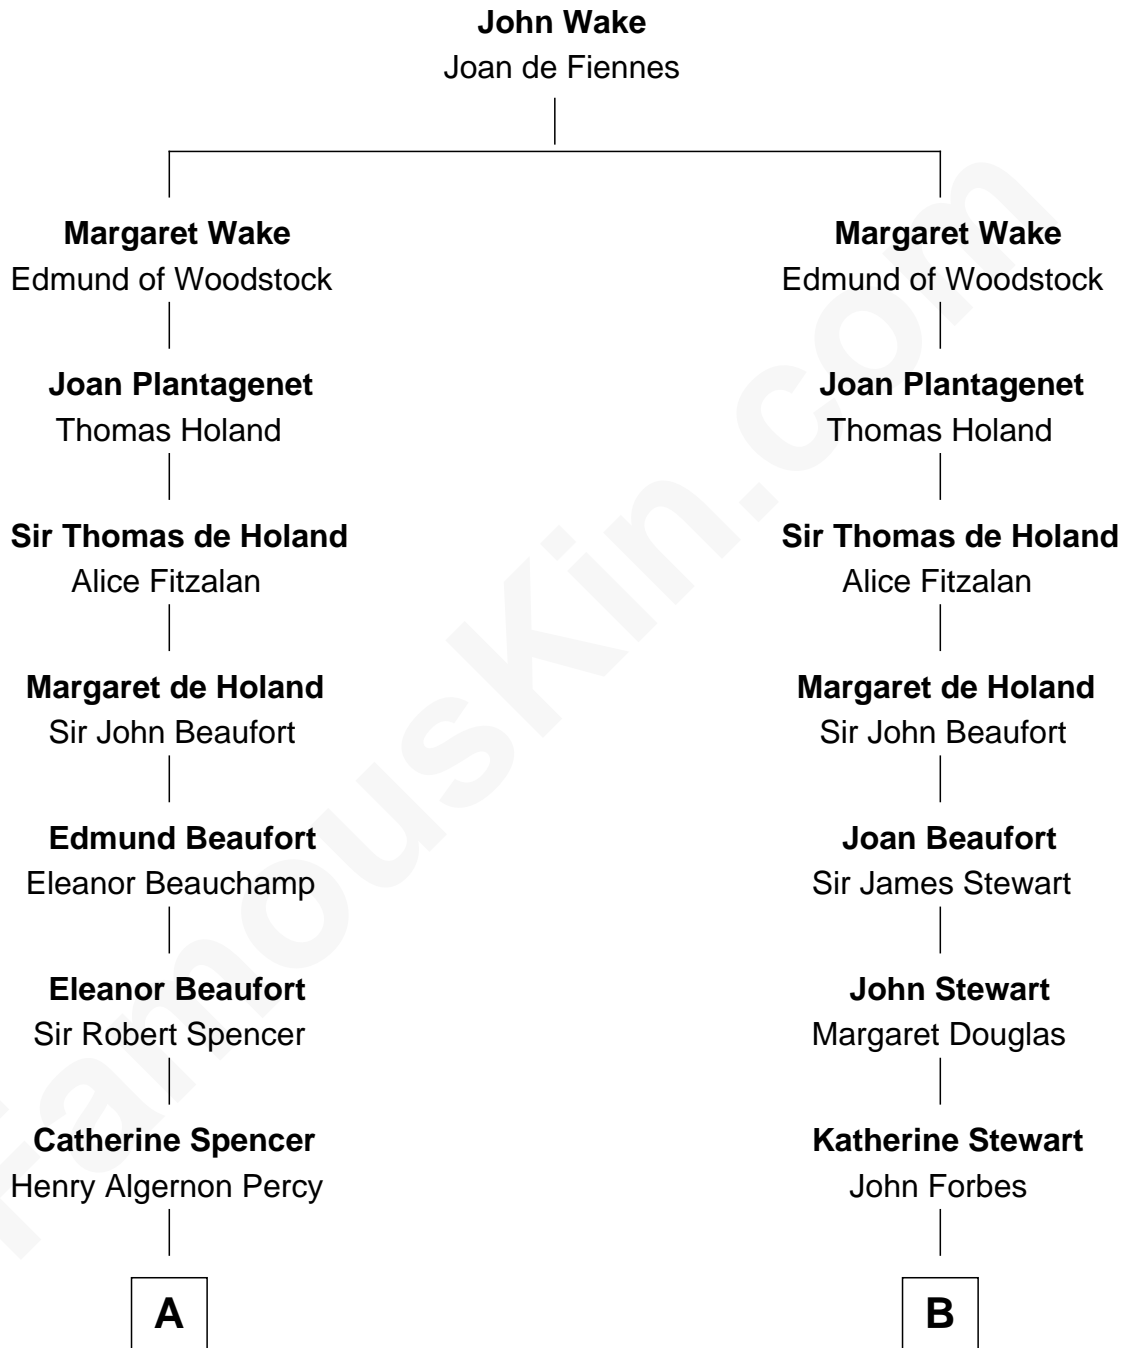 John Wake
Joan de Fiennes
Margaret Wake
Edmund of Woodstock
Joan Plantagenet
Thomas Holand
Sir Thomas de Holand
Alice Fitzalan
Margaret de Holand
Sir John Beaufort
Edmund Beaufort
Eleanor Beauchamp
Eleanor Beaufort
Sir Robert Spencer
Catherine Spencer
Henry Algernon Percy
A
Margaret Wake
Edmund of Woodstock
Joan Plantagenet
Thomas Holand
Sir Thomas de Holand
Alice Fitzalan
Margaret de Holand
Sir John Beaufort
Joan Beaufort
Sir James Stewart
John Stewart
Margaret Douglas
Katherine Stewart
John Forbes
B
FamousKin.com